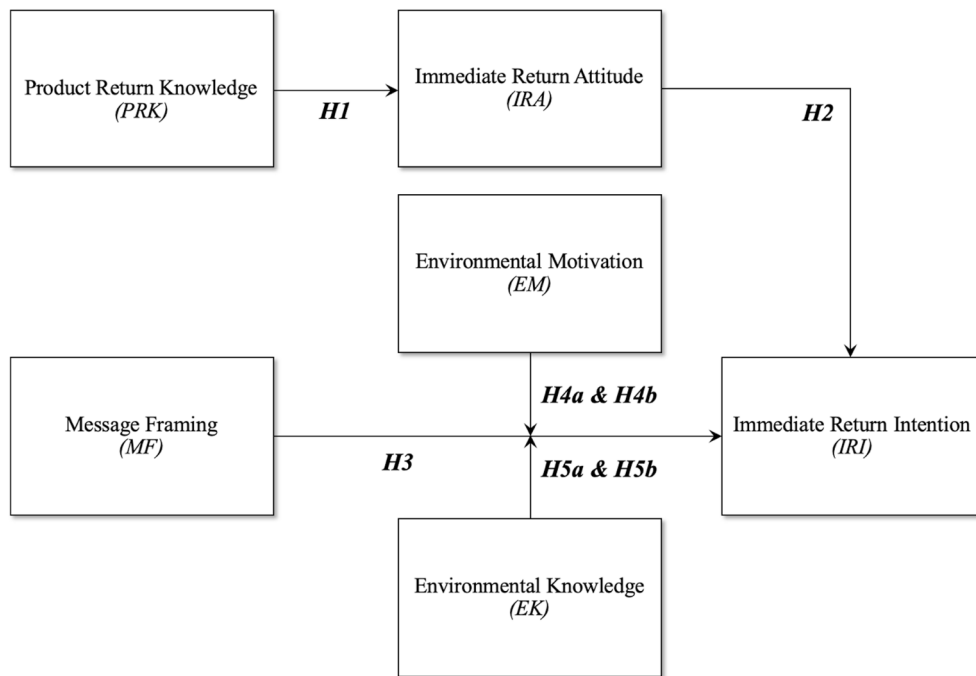 Product Return Knowledge
(PRK)
H1
Immediate Return Attitude
(IRA)
H2
Environmental Motivation
(EM)
H4a & H4b
Message Framing
(MF)
H3
H5a & H5b
Immediate Return Intention
(IRI)
Environmental Knowledge
(EK)